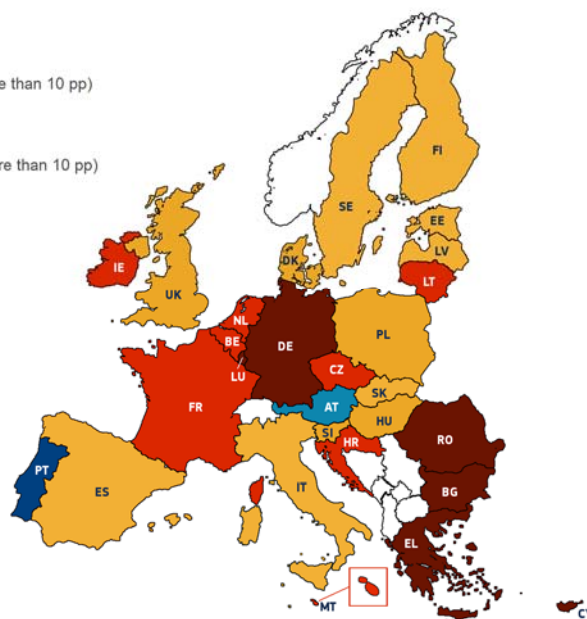 than 10 pp)
than 10 pp)
FI
SE
EE
LV
DK
LT
IE
UK
NL
BE
DE
PL
LU
CZ
FR
SK
AT
HU
SI
HR
RO
PT
ES
IT
BG
EL
MT